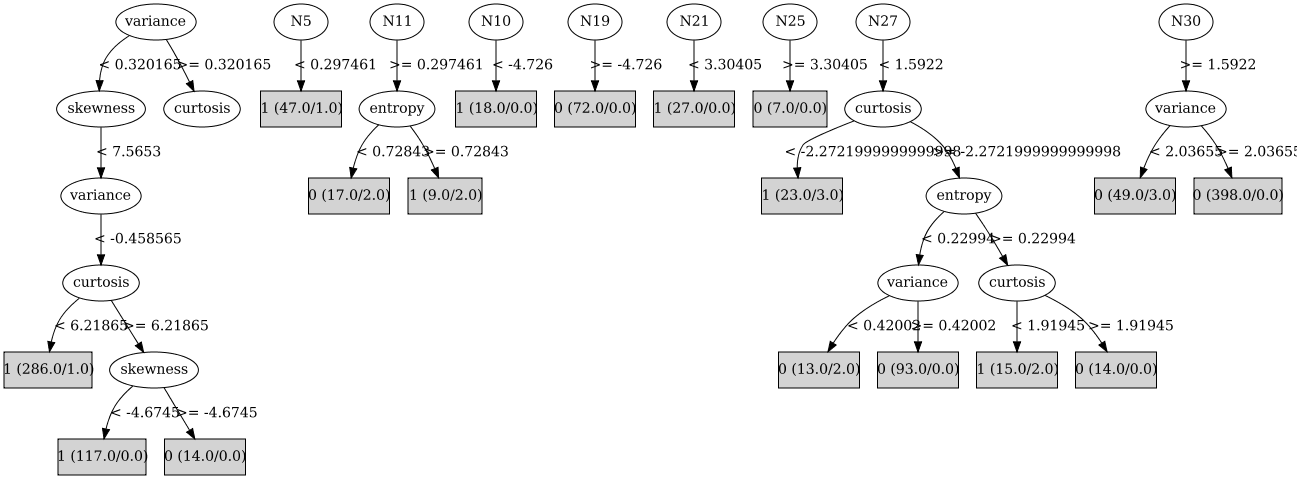 variance N5 N11 N10 N19 N21 N25 N27 N30
< 0.320165 >= 0.320165 < 0.297461 >= 0.297461 < -4.726 >= -4.726 < 3.30405 >= 3.30405 < 1.5922 >= 1.5922
skewness curtosis 1 (47.0/1.0) entropy 1 (18.0/0.0) 0 (72.0/0.0) 1 (27.0/0.0) 0 (7.0/0.0) curtosis variance
< 7.5653 < 0.72843 >= 0.72843 < -2.2721999999999998 >= -2.2721999999999998 < 2.03655 >= 2.03655
variance 0 (17.0/2.0) 1 (9.0/2.0) 1 (23.0/3.0) entropy 0 (49.0/3.0) 0 (398.0/0.0)
< -0.458565 < 0.22994 >= 0.22994
curtosis variance curtosis
< 6.21865 >= 6.21865 < 0.42002 >= 0.42002 < 1.91945 >= 1.91945
1 (286.0/1.0) skewness 0 (13.0/2.0) 0 (93.0/0.0) 1 (15.0/2.0) 0 (14.0/0.0)
< -4.6745 >= -4.6745
1 (117.0/0.0) 0 (14.0/0.0)